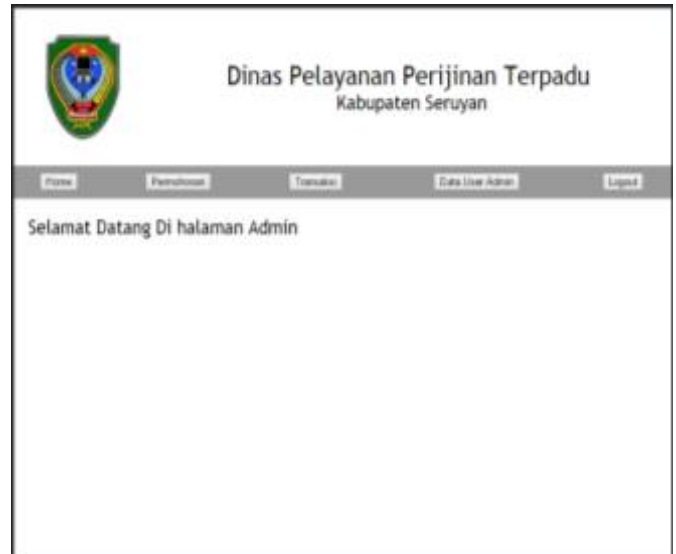 Dinas Pelayanan Perijinan Terpadu
Kabupaten Seruyan
Home Permohonan Transaksi Data User Admin Logout
Selamat Datang Di halaman Admin